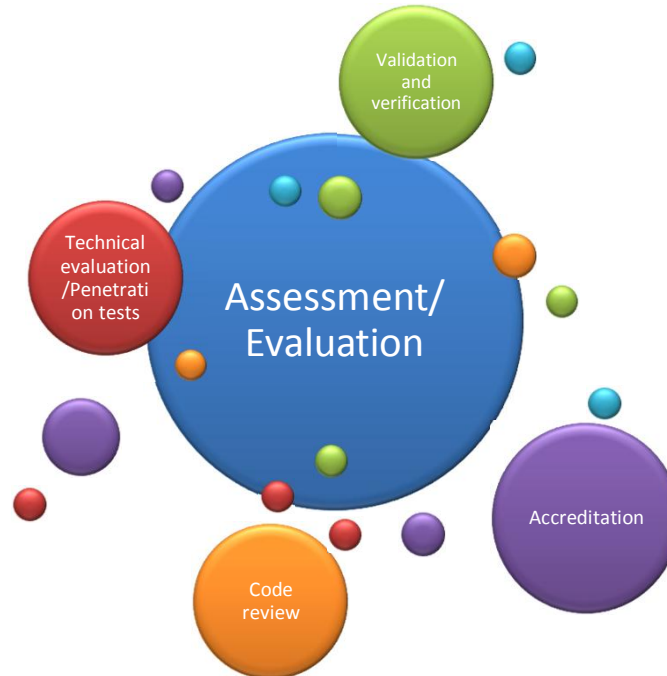 Validation
and
verification
Technical
evaluation
/Penetrati
on tests
Assessment/
Evaluation
Accreditation
Code
review